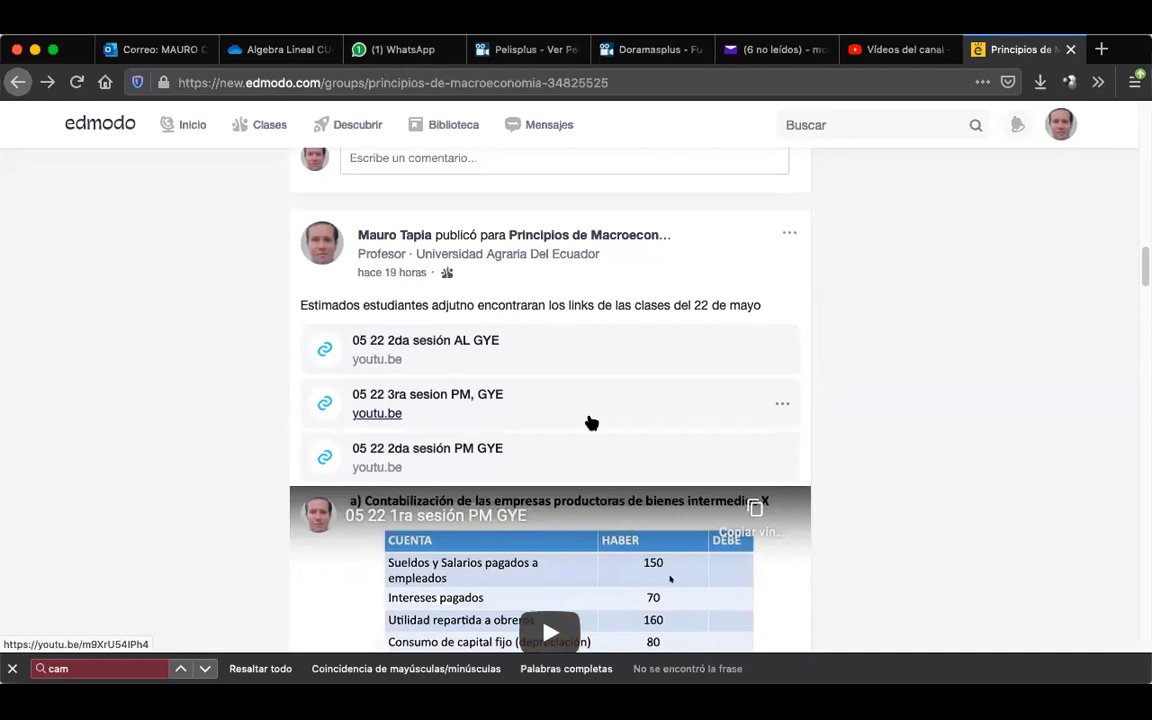 Correo: MAURO C
Algebra Lineal CU
(1) WhatsApp
Pelisplus - Ver Pe
Doramasplus - Fu
(6 no leídos) - mc
Vídeos del canal -
Principios de M
https://new.edmodo.com/groups/principios-de-macroeconomia-34825525
edmodo
Inicio
Clases
Descubrir
Biblioteca
Mensajes
Buscar
Escribe un comentario...
Mauro Tapia publicó para Principios de Macroecon...
Profesor · Universidad Agraria Del Ecuador
hace 19 horas ·
Estimados estudiantes adjutno encontraran los links de las clases del 22 de mayo
05 22 2da sesión AL GYE
youtu.be
05 22 3ra sesion PM, GYE
youtu.be
05 22 2da sesión PM GYE
youtu.be
a) Contabilización de las empresas productoras de bienes intermedios X
05 22 1ra sesión PM GYE
Copiar vín...
CUENTA HABER DEBE
Sueldos y Salarios pagados a
empleados 150
Intereses pagados 70
Utilidad repartida a obreros 160
Consumo de capital fijo (depreciación) 80
https://youtu.be/m9XrU54IPh4
cam
Resaltar todo
Coincidencia de mayúsculas/minúsculas
Palabras completas
No se encontró la frase